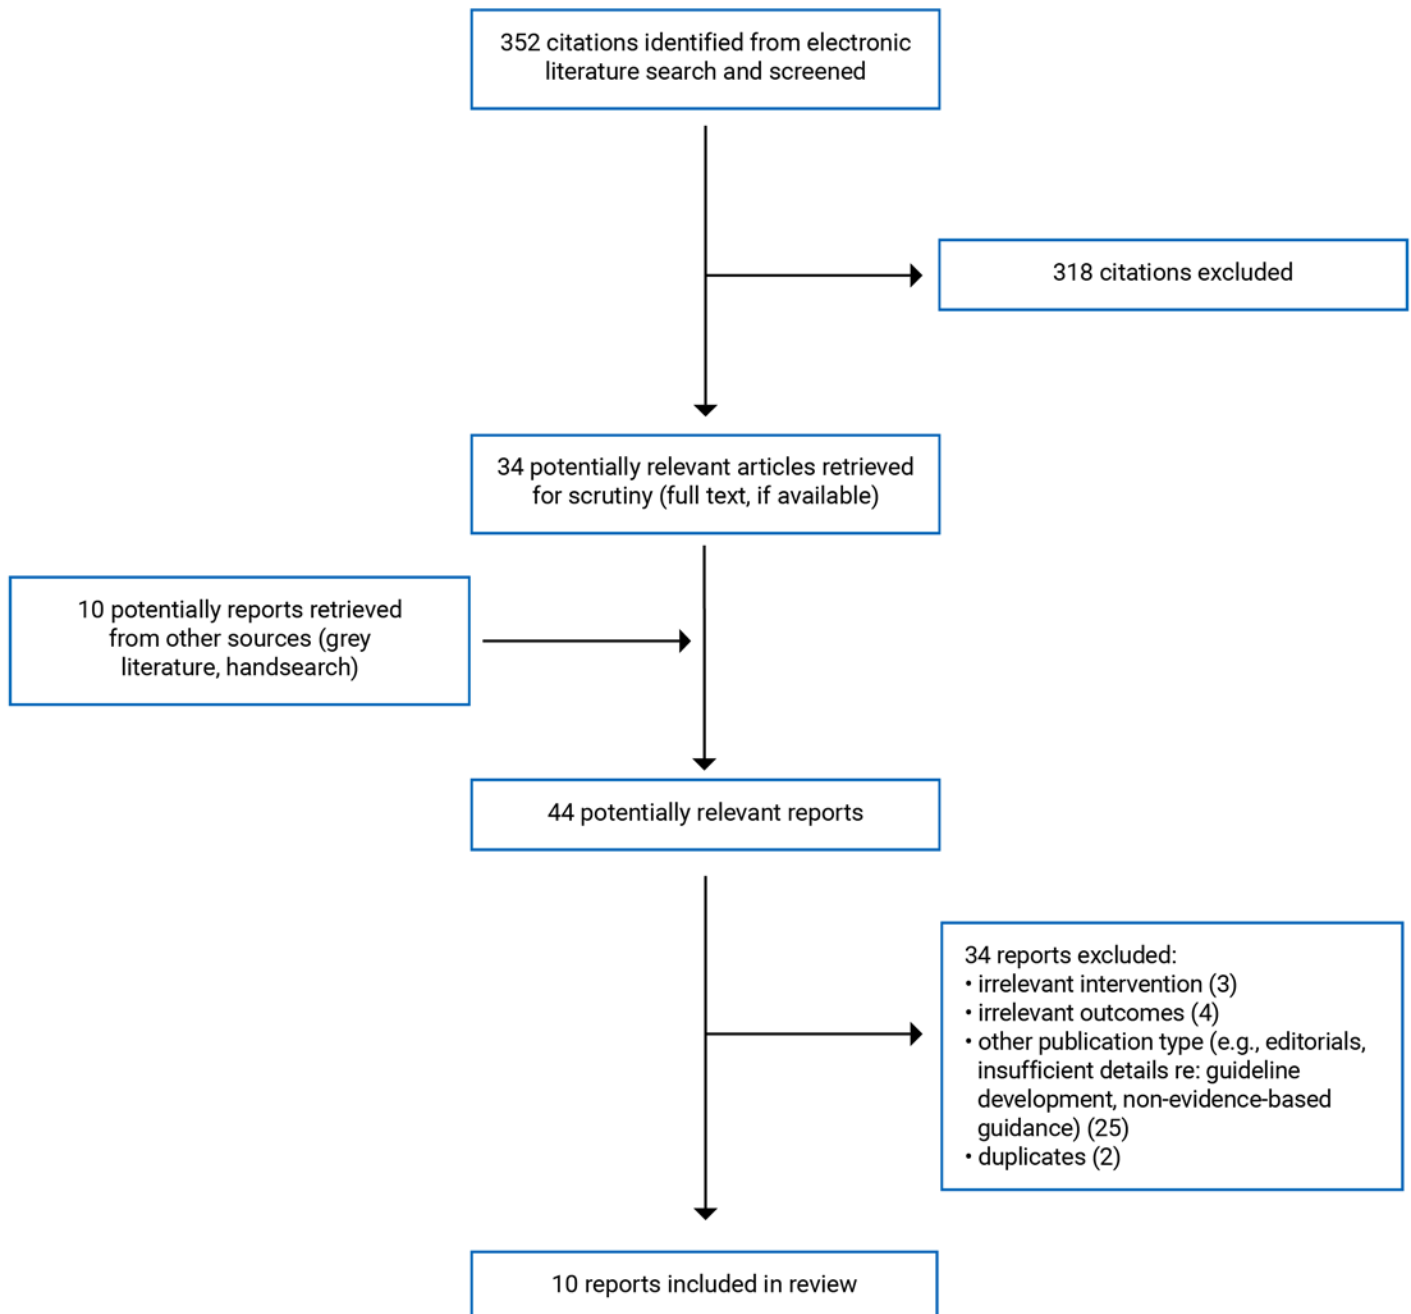 352 citations identified from electronic
literature search and screened
318 citations excluded
34 potentially relevant articles retrieved
for scrutiny (full text, if available)
10 potentially reports retrieved
from other sources (grey
literature, handsearch)
44 potentially relevant reports
34 reports excluded:
• irrelevant intervention (3)
• irrelevant outcomes (4)
• other publication type (e.g., editorials,
insufficient details re: guideline
development, non-evidence-based
guidance) (25)
• duplicates (2)
10 reports included in review